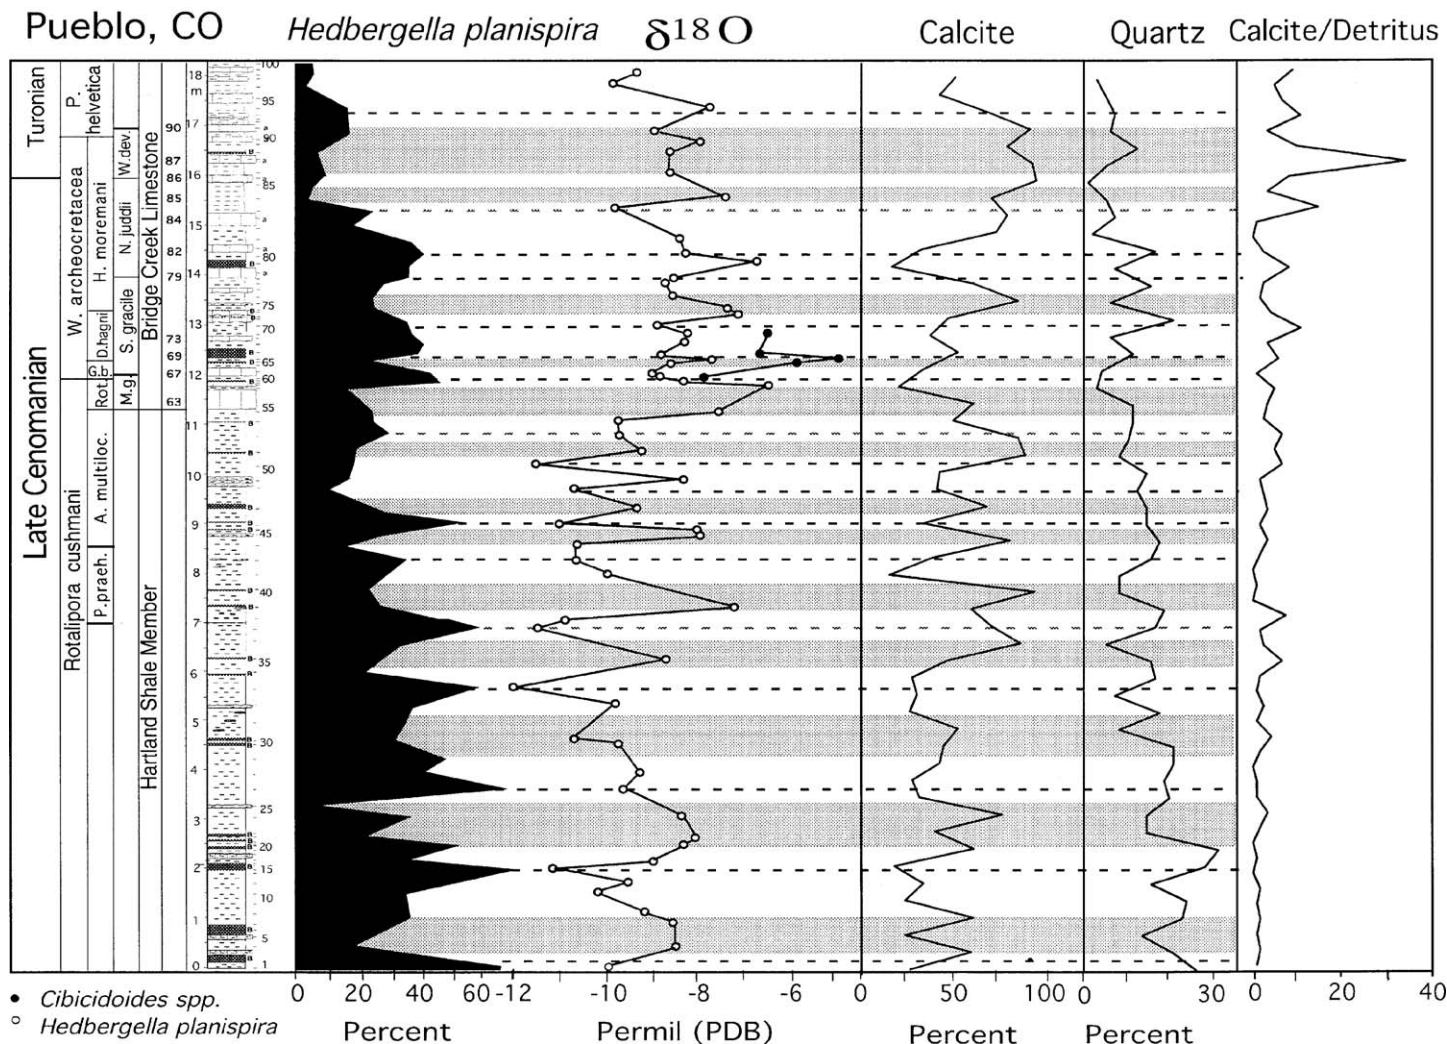 Pueblo, CO
Hedbergella planispira
δ18 O
Calcite
Quartz
Calcite/Detritus
Turonian
Late Cenomanian
P. helvetica
W. archeocretacea
Rotalipora cushmani
H. moremani
D.hagni
G.b
Rot.
A. multiloc.
P.praeh.
W.dev.
N. juddii
S. gracile
M.g.
Bridge Creek Limestone
Hartland Shale Member
90
87
86
85
84
82
79
73
69
67
63
18
m
17
16
15
14
13
12
11
10
9
8
7
6
5
4
3
2
1
0
100
95
90
85
80
75
70
65
60
55
50
45
40
35
30
25
20
15
10
5
1
0 20 40 60 -12 -10 -8 -6 0 50 100 0 30 0 20 40
Percent
Permil (PDB)
Percent
Percent
• Cibicidoides spp.
○ Hedbergella planispira